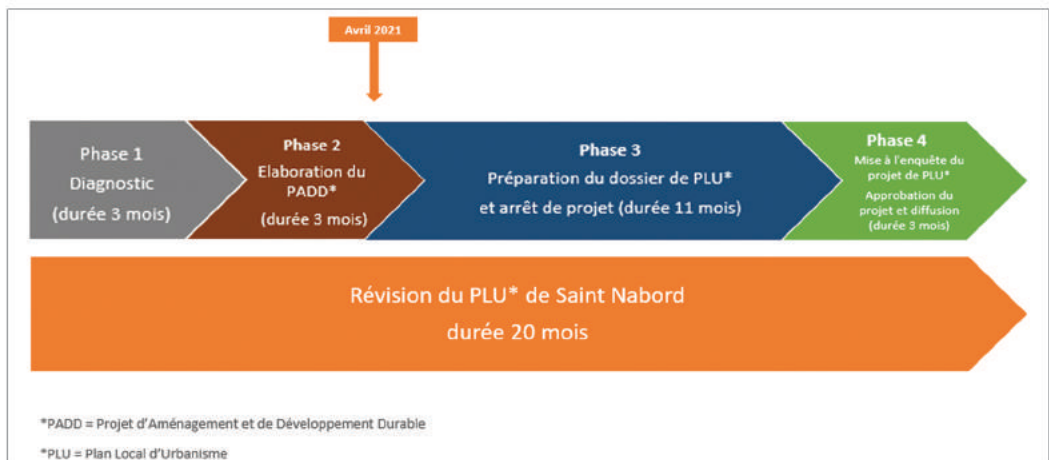 Avril 2021
Phase 1
Diagnostic
(durée 3 mois)
Phase 2
Elaboration du
PADD*
(durée 3 mois)
Phase 3
Préparation du dossier de PLU*
et arrêt de projet (durée 11 mois)
Phase 4
Mise à l'enquête du
projet de PLU*
Approbation du
projet et diffusion
(durée 3 mois)
Révision du PLU* de Saint Nabord
durée 20 mois
*PADD = Projet d'Aménagement et de Développement Durable
*PLU = Plan Local d'Urbanisme